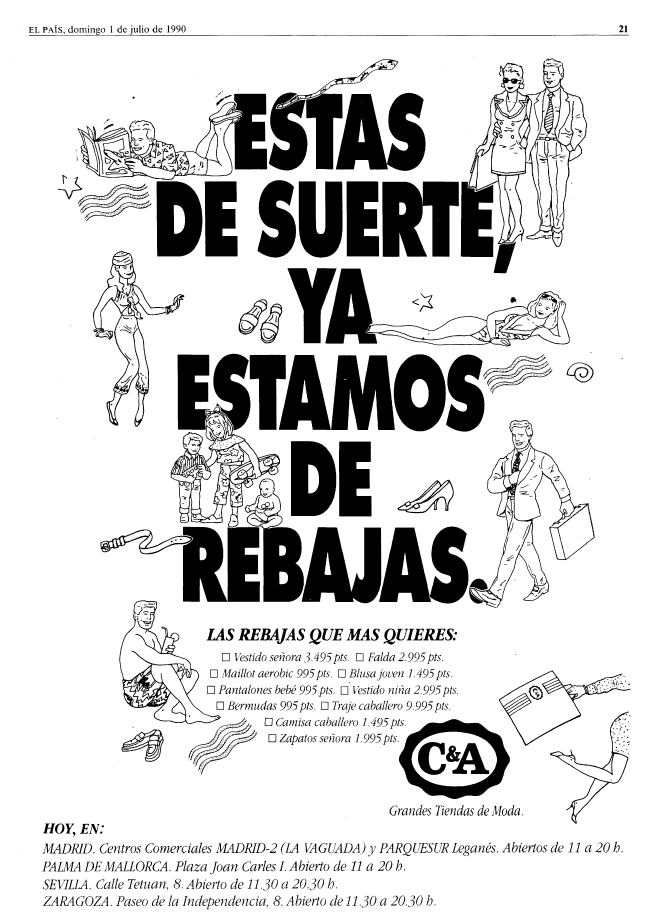 EL PAÍS, domingo 1 de julio de 1990
21
ESTAS
DE SUERTE,
YA
ESTAMOS
DE
REBAJAS.
LAS REBAJAS QUE MAS QUIERES:
☐ Vestido señora 3.495 pts. ☐ Falda 2.995 pts.
☐ Maillot aerobic 995 pts. ☐ Blusa joven 1.495 pts.
☐ Pantalones bebé 995 pts. ☐ Vestido niña 2.995 pts.
☐ Bermudas 995 pts. ☐ Traje caballero 9.995 pts.
☐ Camisa caballero 1.495 pts.
☐ Zapatos señora 1.995 pts.
C&A
Grandes Tiendas de Moda.
HOY, EN:
MADRID. Centros Comerciales MADRID-2 (LA VAGUADA) y PARQUESUR Leganés. Abiertos de 11 a 20 h.
PALMA DE MALLORCA. Plaza Joan Carles I. Abierto de 11 a 20 h.
SEVILLA. Calle Tetuan, 8. Abierto de 11.30 a 20.30 h.
ZARAGOZA. Paseo de la Independencia, 8. Abierto de 11.30 a 20.30 h.